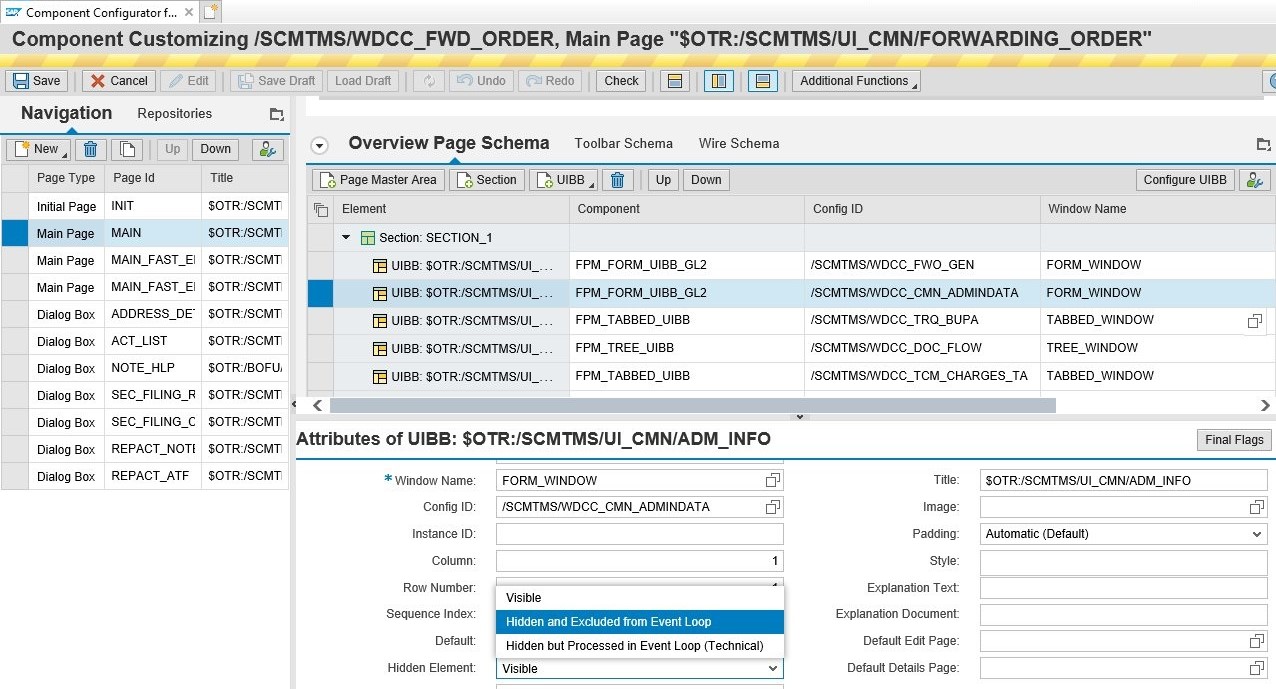 SAP Component Configurator f...
Component Customizing /SCMTMS/WDCC_FWD_ORDER, Main Page "$OTR:/SCMTMS/UI_CMN/FORWARDING_ORDER"
Save Cancel Edit Save Draft Load Draft Undo Redo Check Additional Functions
Navigation Repositories
New Up Down
Page Type Page Id Title
Initial Page INIT $OTR:/SCMT
Main Page MAIN $OTR:/SCMT
Main Page MAIN_FAST_E $OTR:/SCMT
Main Page MAIN_FAST_E $OTR:/SCMT
Dialog Box ADDRESS_DE $OTR:/SCMT
Dialog Box ACT_LIST $OTR:/SCMT
Dialog Box NOTE_HLP $OTR:/BOFU/
Dialog Box SEC_FILING_R $OTR:/SCMT
Dialog Box SEC_FILING_C $OTR:/SCMT
Dialog Box REPACT_NOTE $OTR:/SCMT
Dialog Box REPACT_ATF $OTR:/SCMT
Overview Page Schema Toolbar Schema Wire Schema
Page Master Area Section UIBB Up Down Configure UIBB
Element Component Config ID Window Name
Section: SECTION_1
UIBB: $OTR:/SCMTMS/UI_... FPM_FORM_UIBB_GL2 /SCMTMS/WDCC_FWO_GEN FORM_WINDOW
UIBB: $OTR:/SCMTMS/UI_... FPM_FORM_UIBB_GL2 /SCMTMS/WDCC_CMN_ADMINDATA FORM_WINDOW
UIBB: $OTR:/SCMTMS/UI_... FPM_TABBED_UIBB /SCMTMS/WDCC_TRQ_BUPA TABBED_WINDOW
UIBB: $OTR:/SCMTMS/UI_... FPM_TREE_UIBB /SCMTMS/WDCC_DOC_FLOW TREE_WINDOW
UIBB: $OTR:/SCMTMS/UI_... FPM_TABBED_UIBB /SCMTMS/WDCC_TCM_CHARGES_TA TABBED_WINDOW
Attributes of UIBB: $OTR:/SCMTMS/UI_CMN/ADM_INFO Final Flags
* Window Name: FORM_WINDOW Title: $OTR:/SCMTMS/UI_CMN/ADM_INFO
Config ID: /SCMTMS/WDCC_CMN_ADMINDATA Image:
Instance ID: Padding: Automatic (Default)
Column: 1 Style:
Row Number: Explanation Text:
Visible
Sequence Index: Hidden and Excluded from Event Loop Explanation Document:
Default: Hidden but Processed in Event Loop (Technical) Default Edit Page:
Hidden Element: Visible Default Details Page: